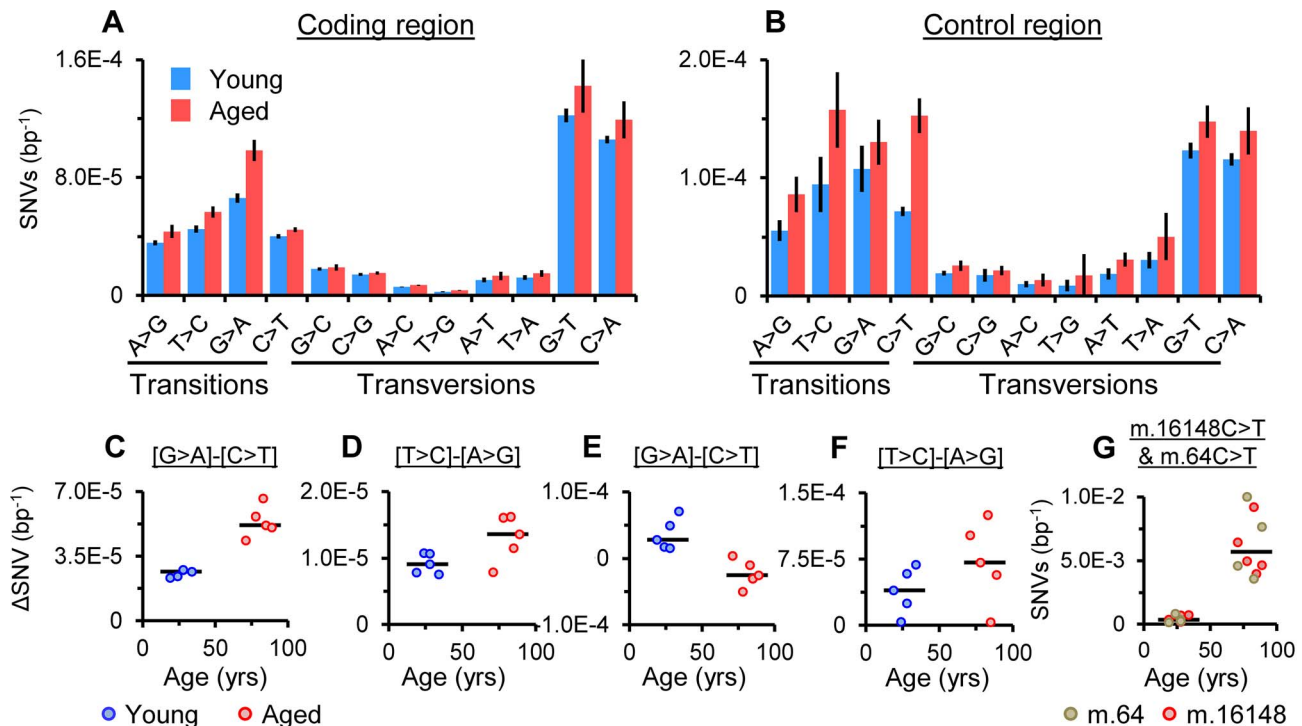 A Coding region
B Control region
SNVs (bp-1)
1.6E-4
8.0E-5
0
Young
Aged
2.0E-4
1.0E-4
0
A>G T>C G>A C>T G>C C>G A>C T>G A>T T>A G>T C>A
Transitions Transversions
A>G T>C G>A C>T G>C C>G A>C T>G A>T T>A G>T C>A
Transitions Transversions
C [G>A]-[C>T]
ΔSNV (bp-1)
7.0E-5
3.5E-5
0
0 50 100
Age (yrs)
D [T>C]-[A>G]
2.0E-5
1.0E-5
0
0 50 100
Age (yrs)
E [G>A]-[C>T]
1.0E-4
0
1.0E-4
0 50 100
Age (yrs)
F [T>C]-[A>G]
1.5E-4
7.5E-5
0
0 50 100
Age (yrs)
G m.16148C>T
& m.64C>T
SNVs (bp-1)
1.0E-2
5.0E-3
0
0 50 100
Age (yrs)
Young Aged
m.64 m.16148